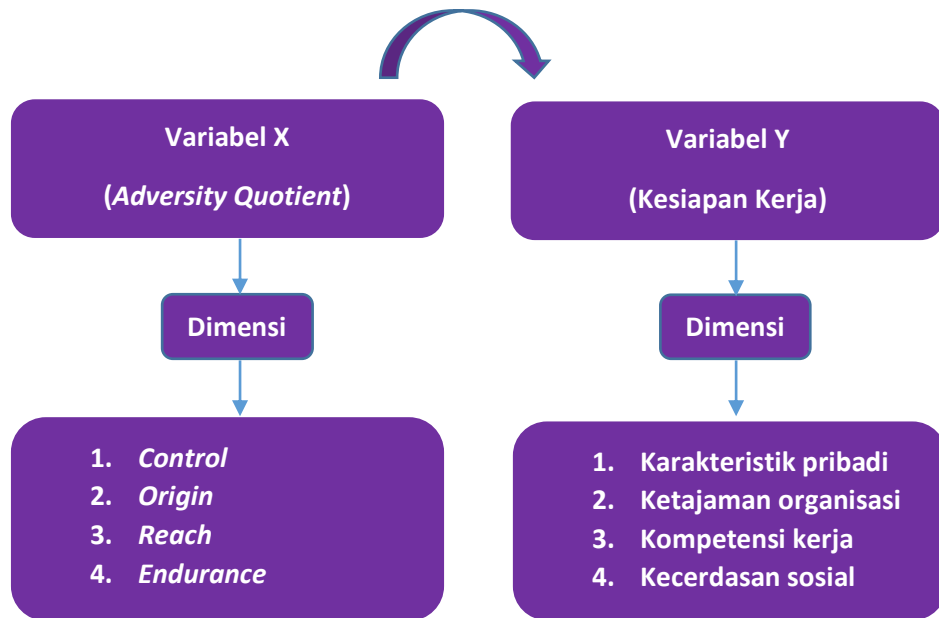 Variabel X
(Adversity Quotient)
Dimensi
1. Control
2. Origin
3. Reach
4. Endurance
Variabel Y
(Kesiapan Kerja)
Dimensi
1. Karakteristik pribadi
2. Ketajaman organisasi
3. Kompetensi kerja
4. Kecerdasan sosial